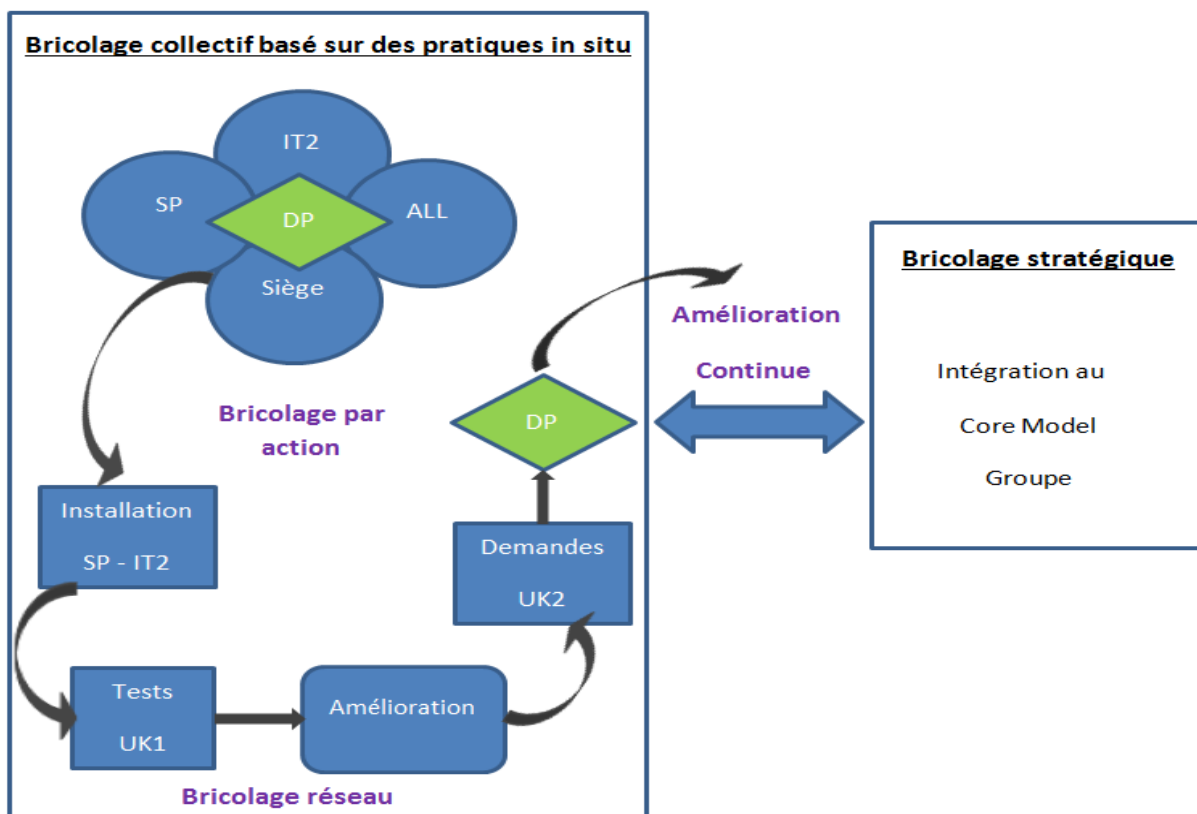 Bricolage collectif basé sur des pratiques in situ
IT2
SP
DP
ALL
Siège
Bricolage par
action
Installation
SP - IT2
Tests
UK1
Amélioration
Bricolage réseau
Demandes
UK2
DP
Amélioration
Continue
Bricolage stratégique
Intégration au
Core Model
Groupe